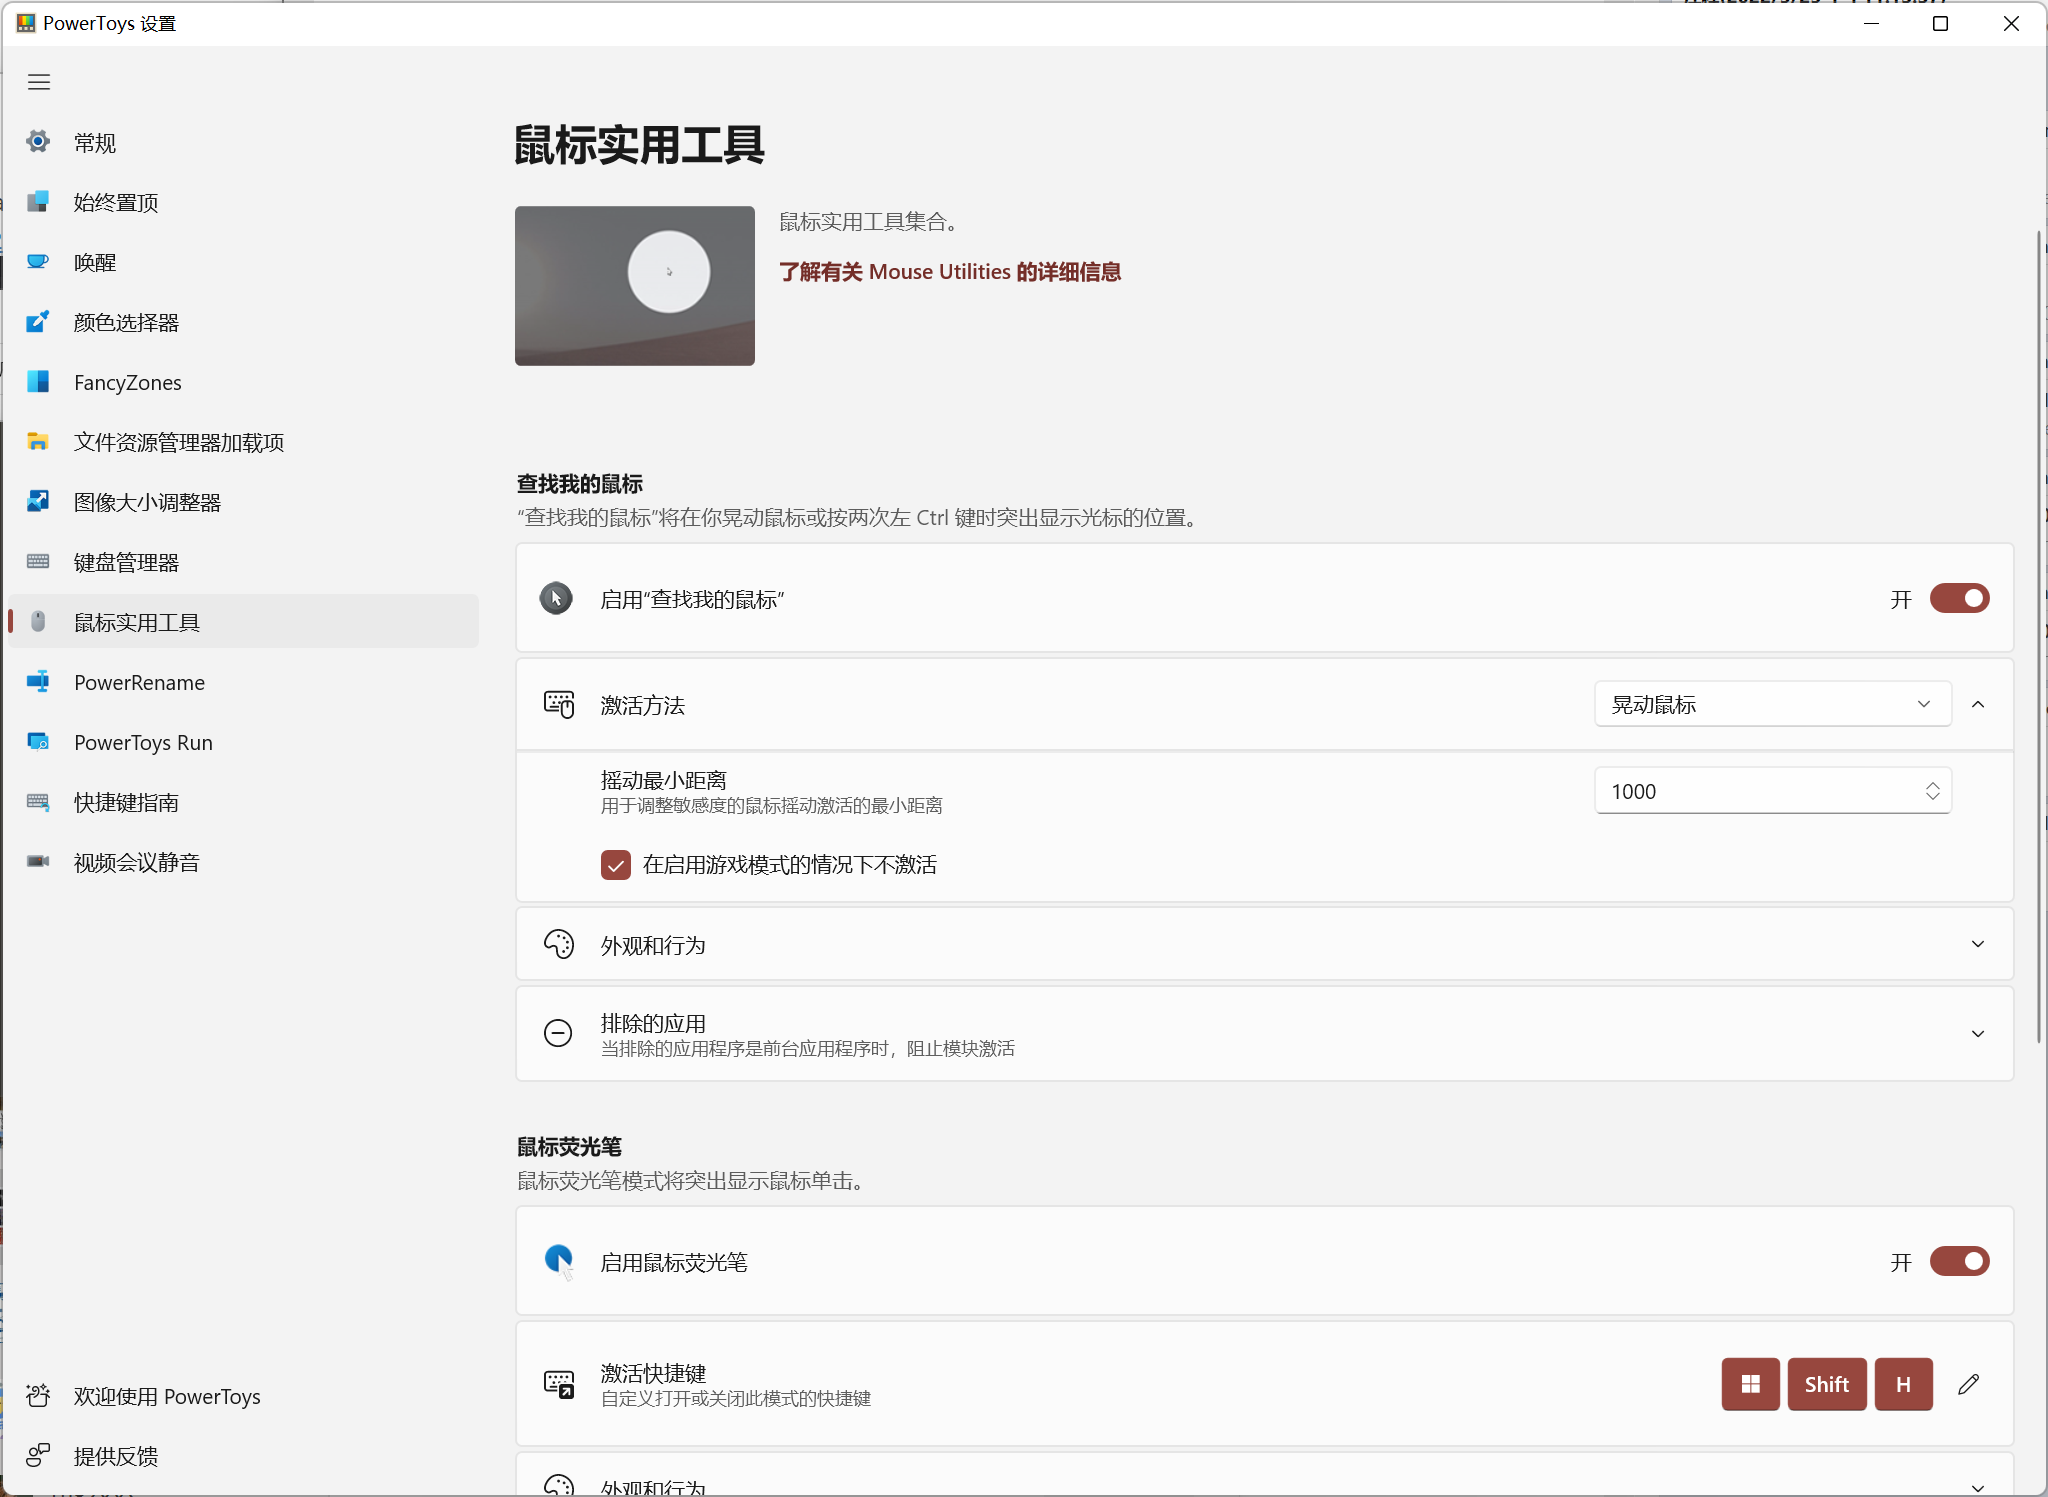 PowerToys 设置
常规
始终置顶
唤醒
颜色选择器
FancyZones
文件资源管理器加载项
图像大小调整器
键盘管理器
鼠标实用工具
PowerRename
PowerToys Run
快捷键指南
视频会议静音
欢迎使用 PowerToys
提供反馈
鼠标实用工具
鼠标实用工具集合。
了解有关 Mouse Utilities 的详细信息
查找我的鼠标
“查找我的鼠标”将在你晃动鼠标或按两次左 Ctrl 键时突出显示光标的位置。
启用“查找我的鼠标”
开
激活方法
晃动鼠标
摇动最小距离
用于调整敏感度的鼠标摇动激活的最小距离
1000
在启用游戏模式的情况下不激活
外观和行为
排除的应用
当排除的应用程序是前台应用程序时，阻止模块激活
鼠标荧光笔
鼠标荧光笔模式将突出显示鼠标单击。
启用鼠标荧光笔
开
激活快捷键
自定义打开或关闭此模式的快捷键
Shift
H
外观和行为